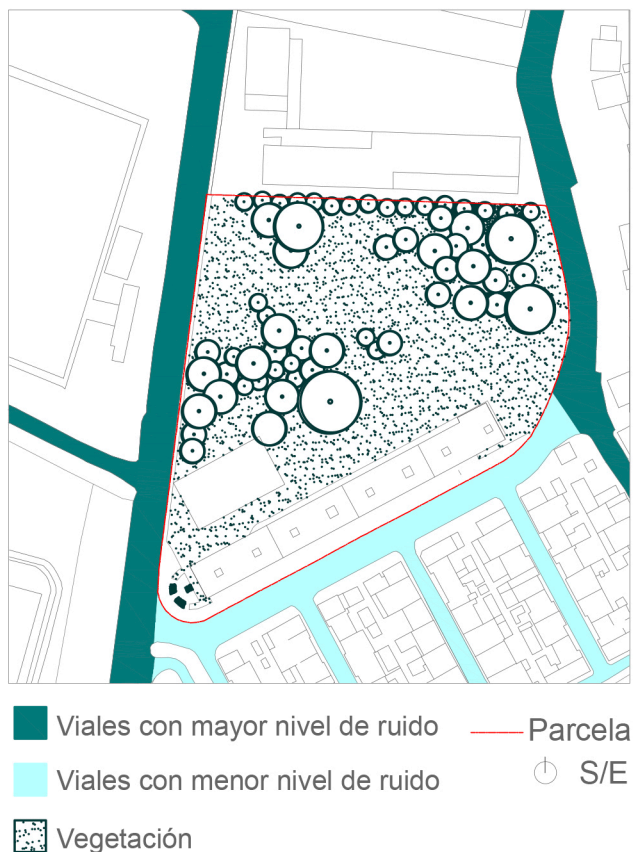 Viales con mayor nivel de ruido
Parcela
Viales con menor nivel de ruido
S/E
Vegetación